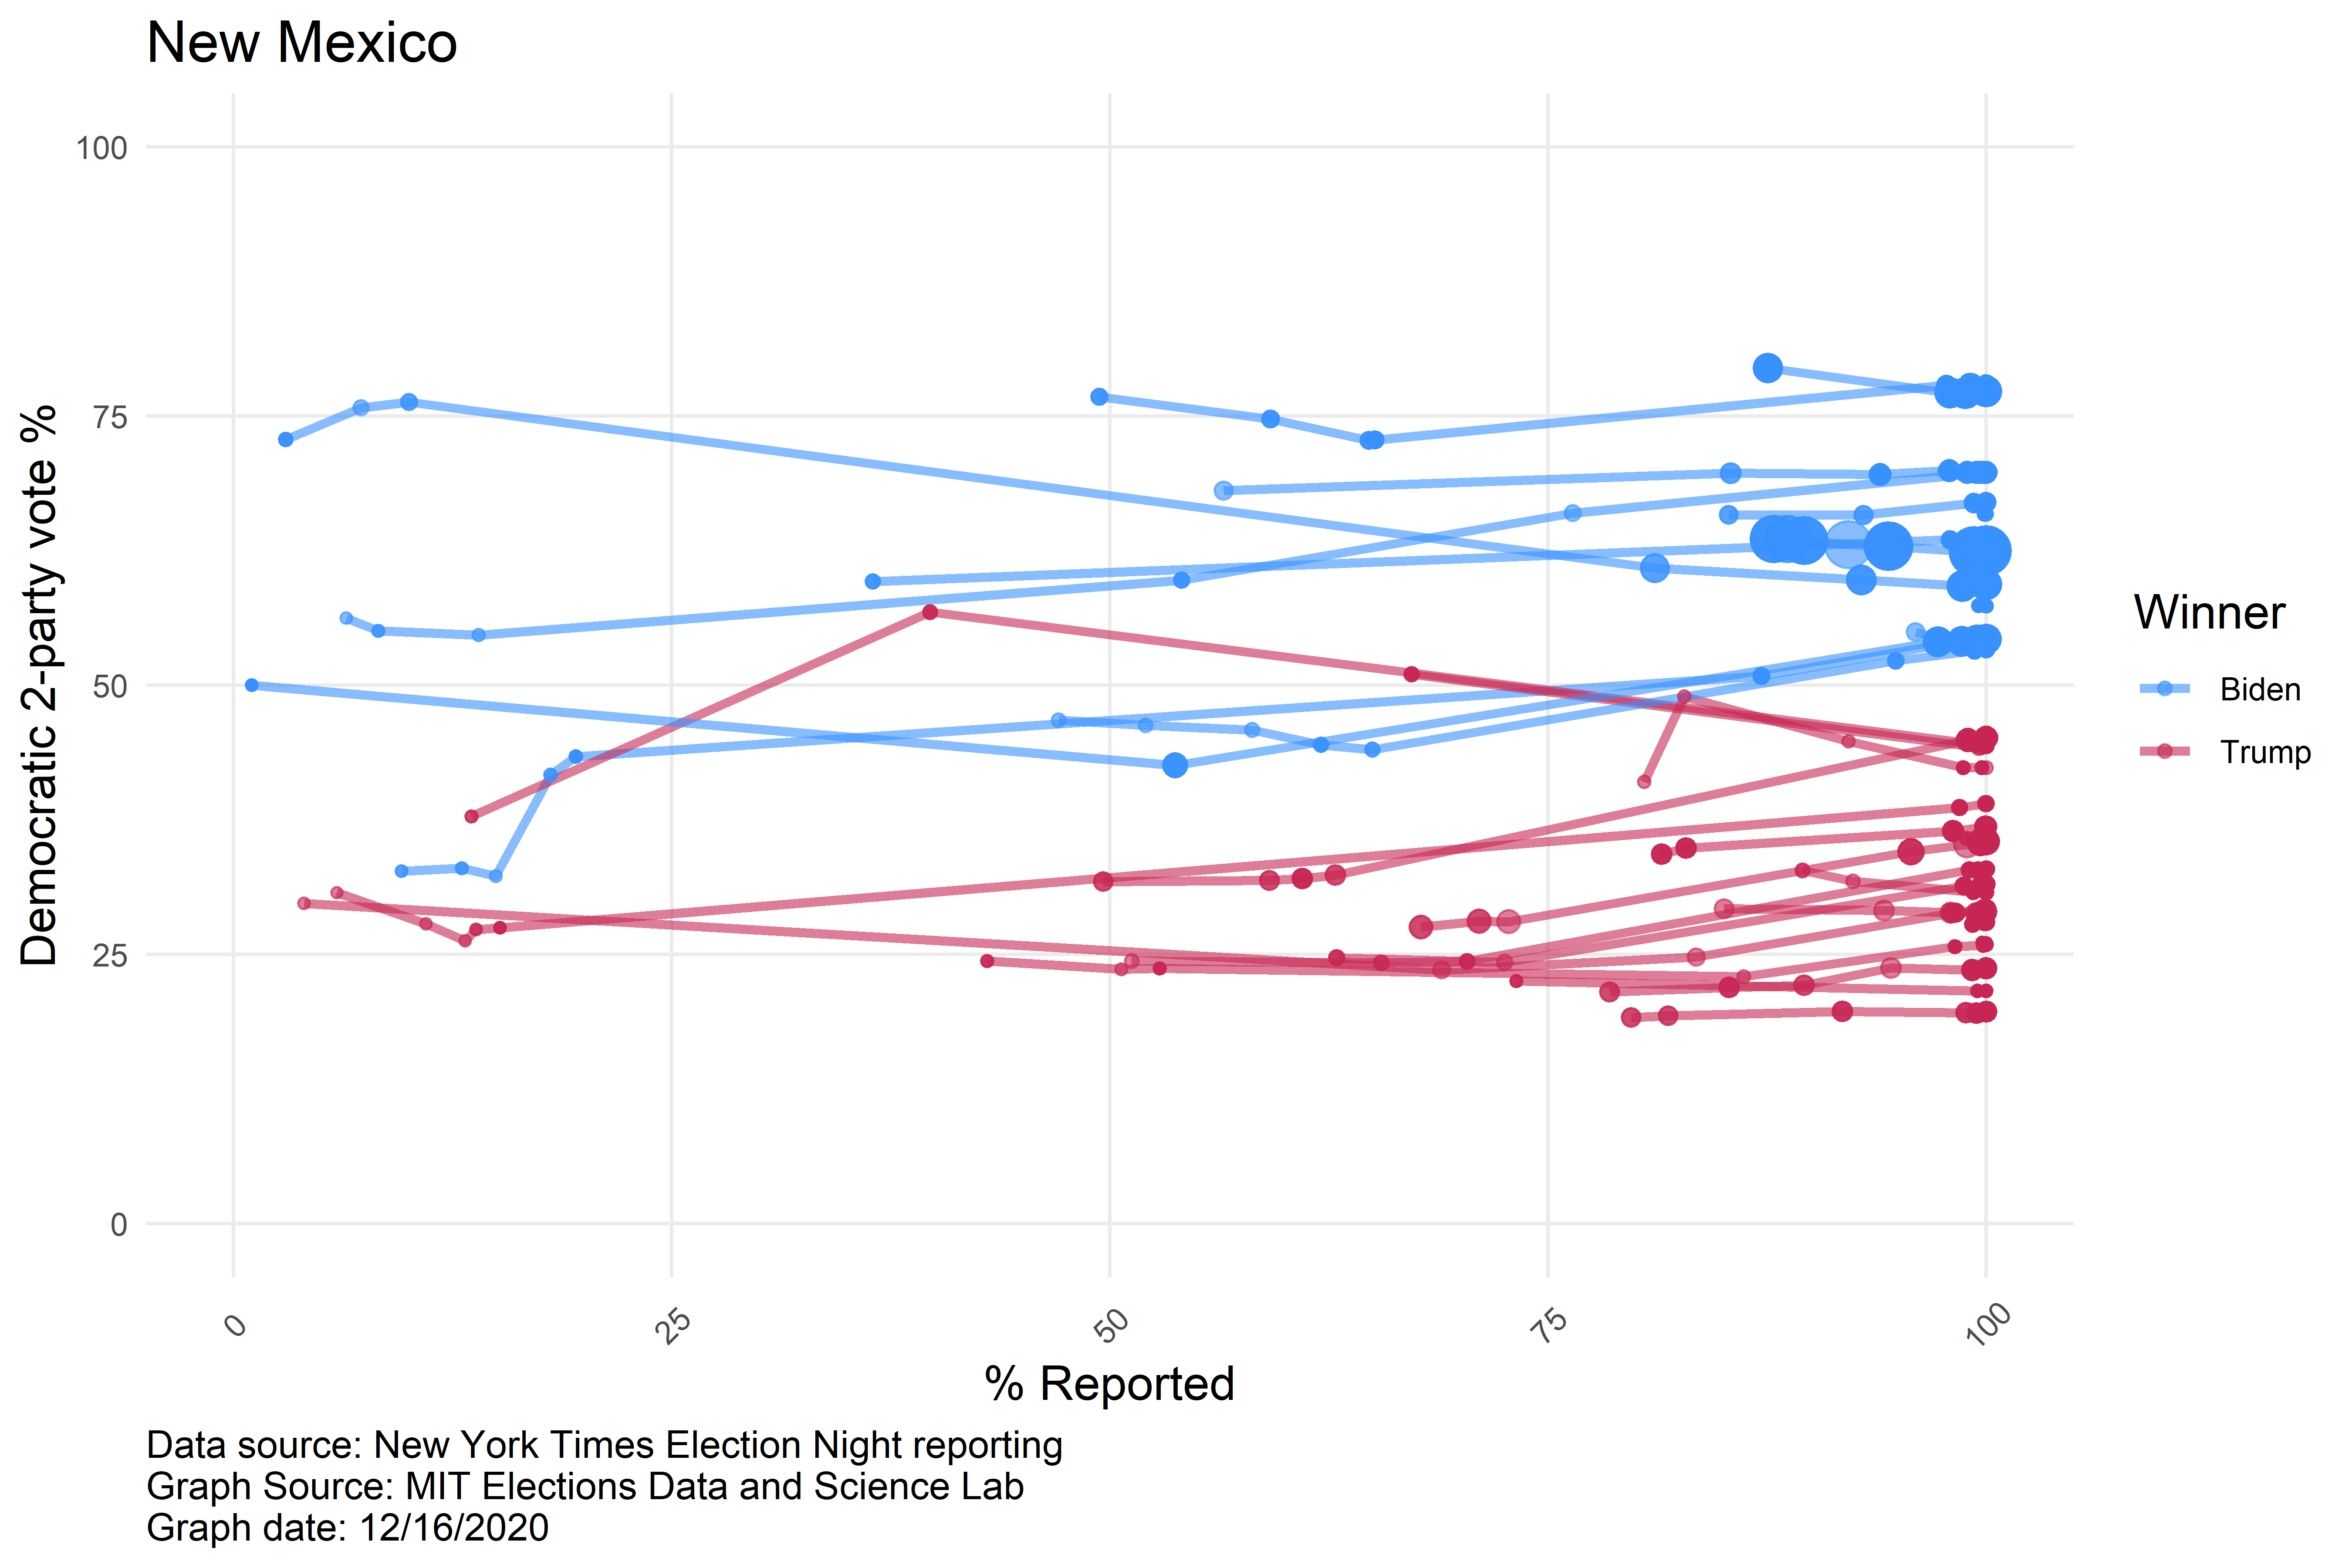 New Mexico
Democratic 2-party vote %
100
75
50
25
0
0
25
50
75
100
% Reported
Winner
Biden
Trump
Data source: New York Times Election Night reporting
Graph Source: MIT Elections Data and Science Lab
Graph date: 12/16/2020